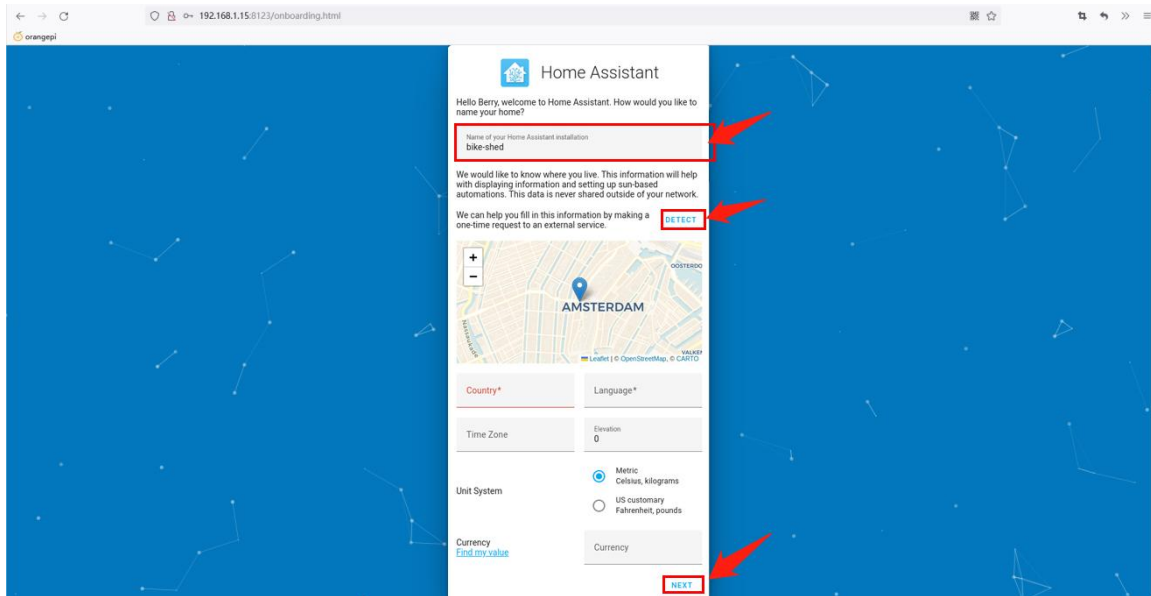 192.168.1.15:8123/onboarding.html
orangepi
Home Assistant
Hello Berry, welcome to Home Assistant. How would you like to
name your home?
Name of your Home Assistant installation
bike-shed
We would like to know where you live. This information will help
with displaying information and setting up sun-based
automations. This data is never shared outside of your network.
We can help you fill in this information by making a
one-time request to an external service.
DETECT
+
−
OOSTERDO
AMSTERDAM
Nassaukade
VALKEN
Leaflet | © OpenStreetMap, © CARTO
Country*
Language*
Time Zone
Elevation
0
Unit System
Metric
Celsius, kilograms
US customary
Fahrenheit, pounds
Currency
Find my value
Currency
NEXT